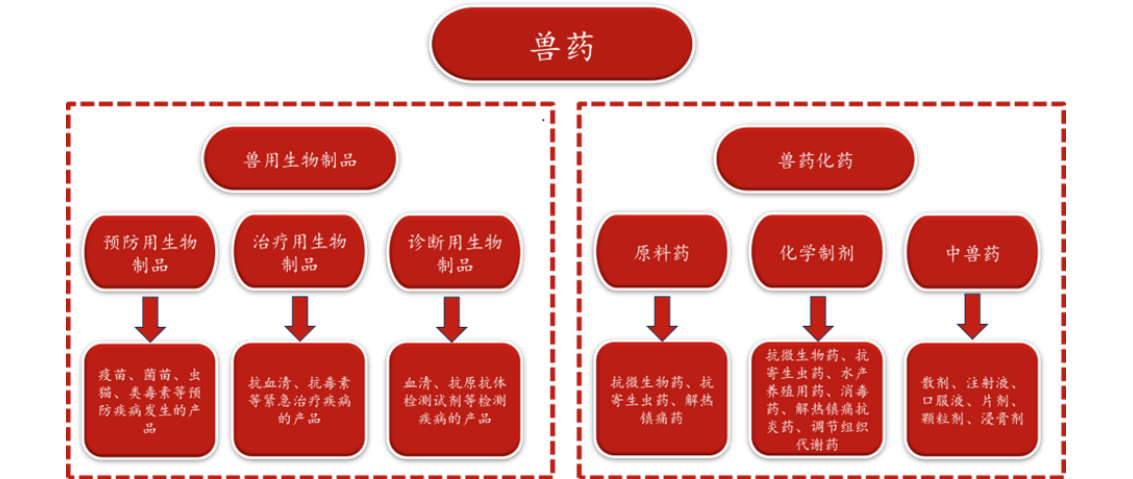 兽药
兽用生物制品
预防用生物
制品
治疗用生物
制品
诊断用生物
制品
疫苗、菌苗、虫
猫、类毒素等预
防疾病发生的产
品
抗血清、抗毒素
等紧急治疗疾病
的产品
血清、抗原抗体
检测试剂等检测
疾病的产品
兽药化药
原料药
化学制剂
中兽药
抗微生物药、抗
寄生虫药、解热
镇痛药
抗微生物药、抗
寄生虫药、水产
养殖用药、消毒
药、解热镇痛抗
炎药、调节组织
代谢药
散剂、注射液、
口服液、片剂、
颗粒剂、浸膏剂